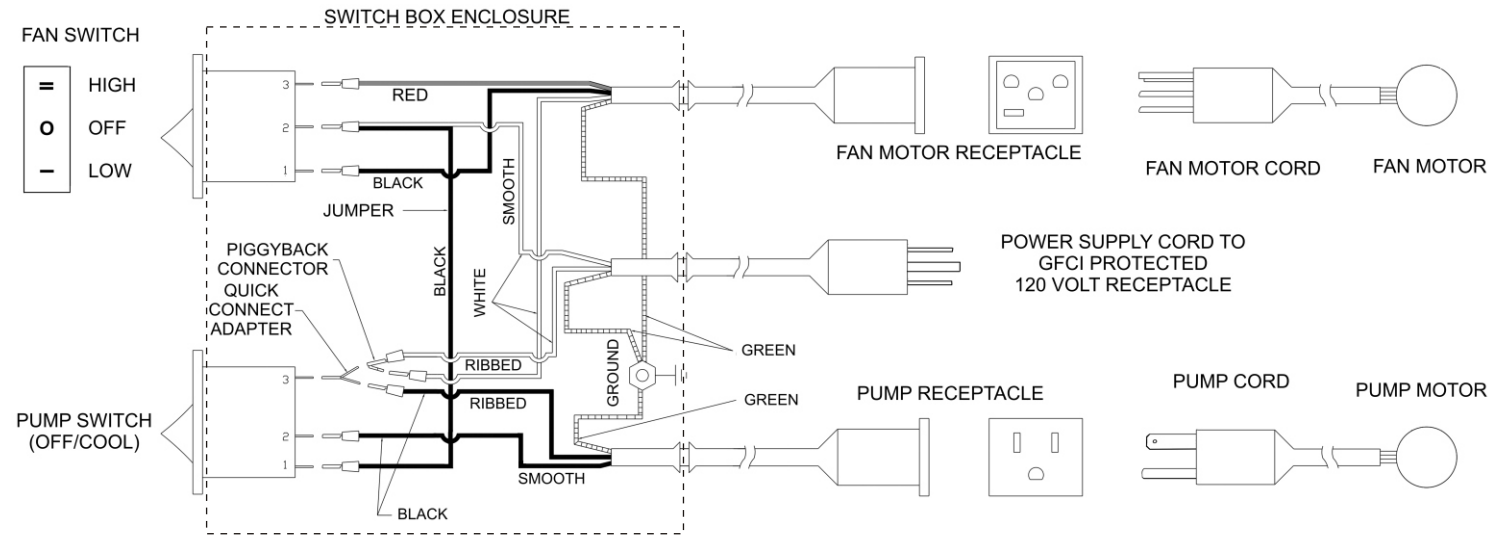 SWITCH BOX ENCLOSURE
FAN SWITCH
= HIGH
O OFF
– LOW
3
2
1
RED
BLACK
JUMPER
SMOOTH
BLACK
WHITE
PIGGYBACK
CONNECTOR
QUICK
CONNECT
ADAPTER
FAN MOTOR RECEPTACLE
FAN MOTOR CORD
FAN MOTOR
POWER SUPPLY CORD TO
GFCI PROTECTED
120 VOLT RECEPTACLE
GREEN
GROUND
GREEN
RIBBED
RIBBED
PUMP SWITCH
(OFF/COOL)
3
2
1
SMOOTH
BLACK
PUMP RECEPTACLE
PUMP CORD
PUMP MOTOR